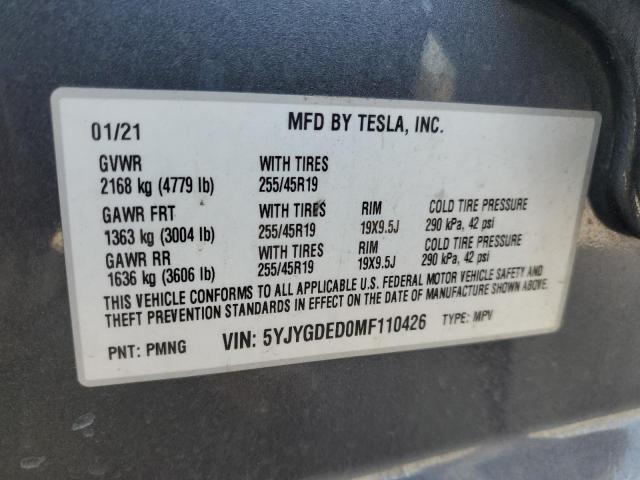 01/21 MFD BY TESLA, INC.
GVWR WITH TIRES
2168 kg (4779 lb) 255/45R19
GAWR FRT WITH TIRES RIM COLD TIRE PRESSURE
1363 kg (3004 lb) 255/45R19 19X9.5J 290 kPa, 42 psi
GAWR RR WITH TIRES RIM COLD TIRE PRESSURE
1636 kg (3606 lb) 255/45R19 19X9.5J 290 kPa, 42 psi
THIS VEHICLE CONFORMS TO ALL APPLICABLE U.S. FEDERAL MOTOR VEHICLE SAFETY AND
THEFT PREVENTION STANDARDS IN EFFECT ON THE DATE OF MANUFACTURE SHOWN ABOVE.
PNT: PMNG VIN: 5YJYGDED0MF110426 TYPE: MPV